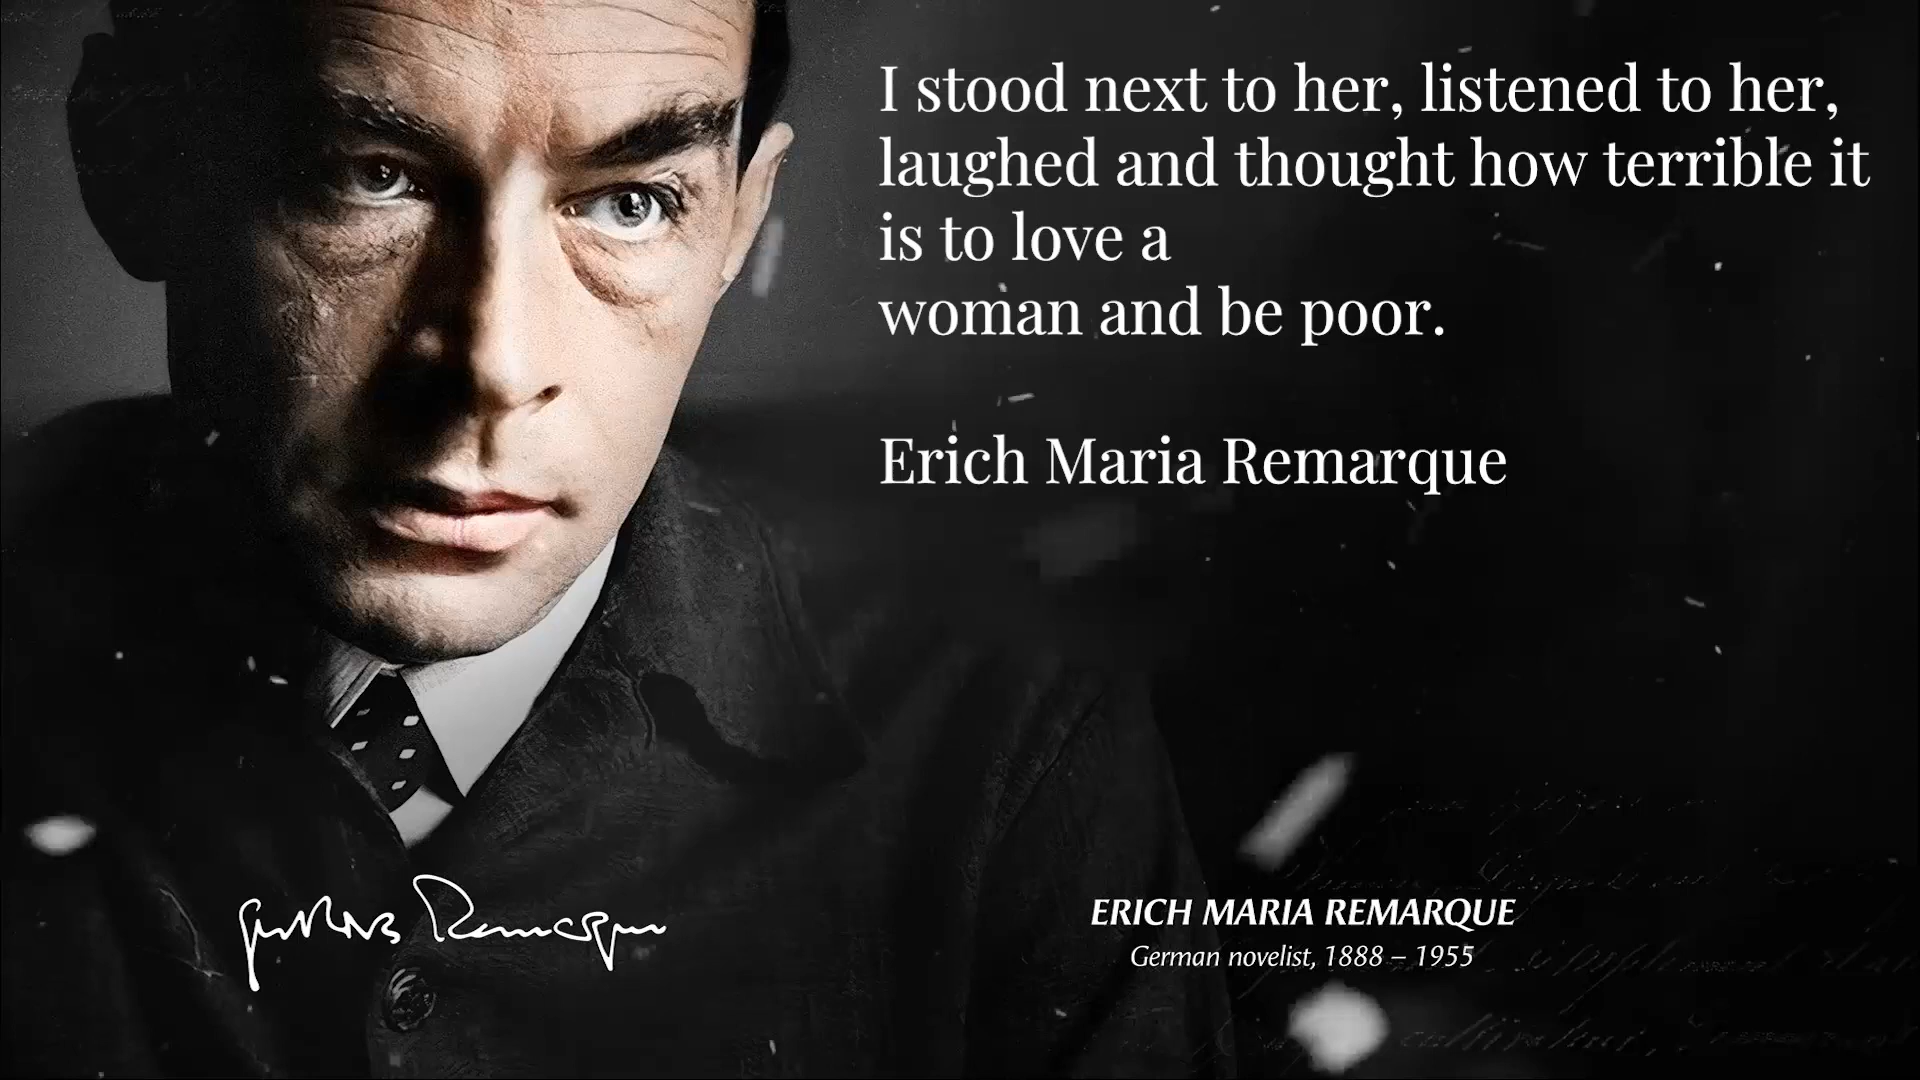 I stood next to her, listened to her,
laughed and thought how terrible it
is to love a
woman and be poor.
Erich Maria Remarque
ERICH MARIA REMARQUE
German novelist, 1888 – 1955